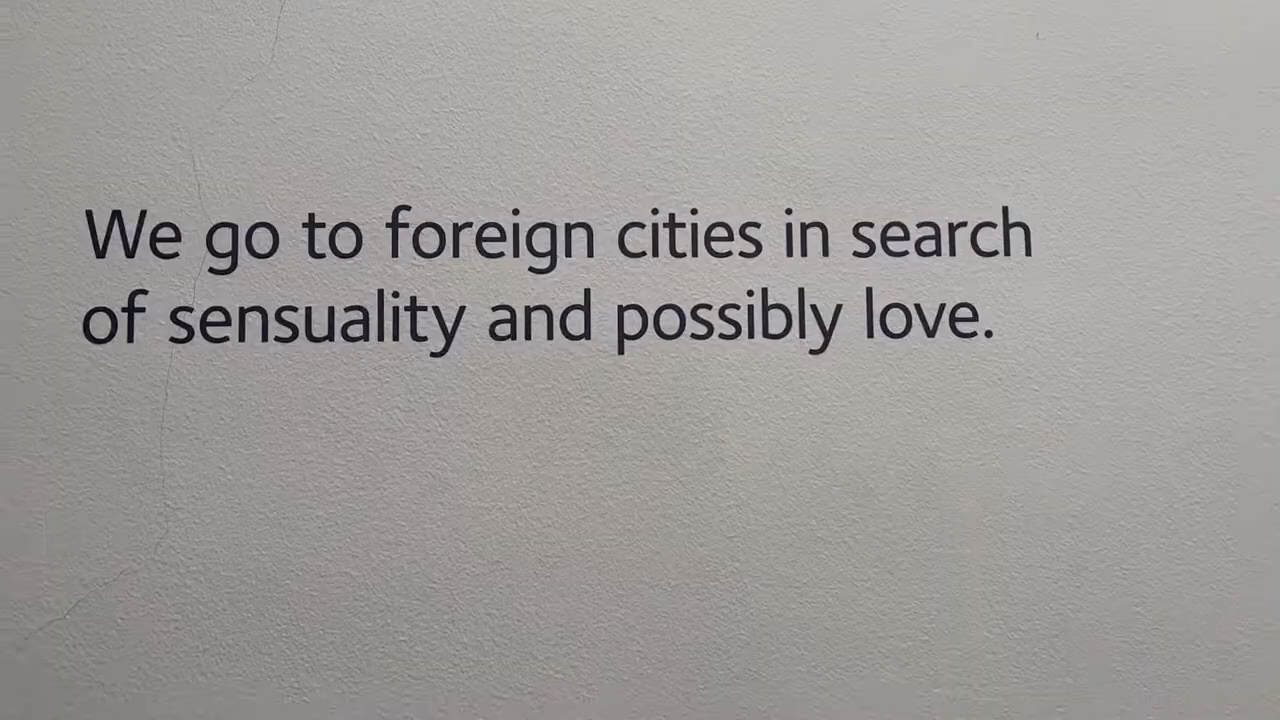 We go to foreign cities in search
of sensuality and possibly love.